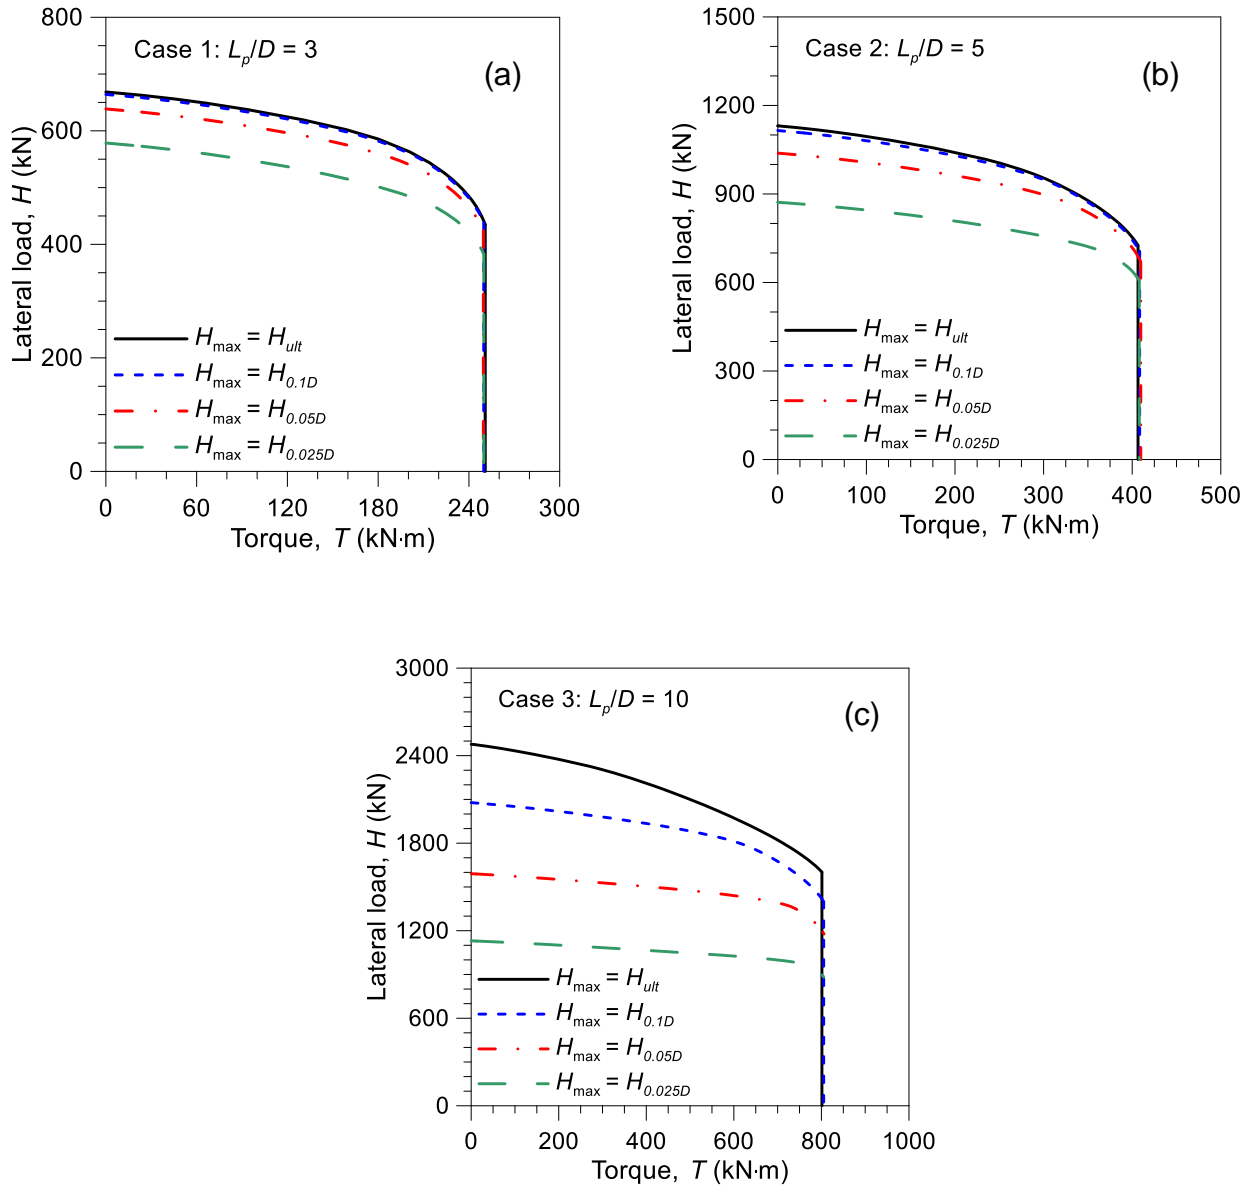 Case 1: Lp/D = 3
(a)
800
600
400
200
0
Lateral load, H (kN)
Hmax = Hult
Hmax = H0.1D
Hmax = H0.05D
Hmax = H0.025D
0 60 120 180 240 300
Torque, T (kN·m)
Case 2: Lp/D = 5
(b)
1500
1200
900
600
300
0
Lateral load, H (kN)
Hmax = Hult
Hmax = H0.1D
Hmax = H0.05D
Hmax = H0.025D
0 100 200 300 400 500
Torque, T (kN·m)
Case 3: Lp/D = 10
(c)
3000
2400
1800
1200
600
0
Lateral load, H (kN)
Hmax = Hult
Hmax = H0.1D
Hmax = H0.05D
Hmax = H0.025D
0 200 400 600 800 1000
Torque, T (kN·m)